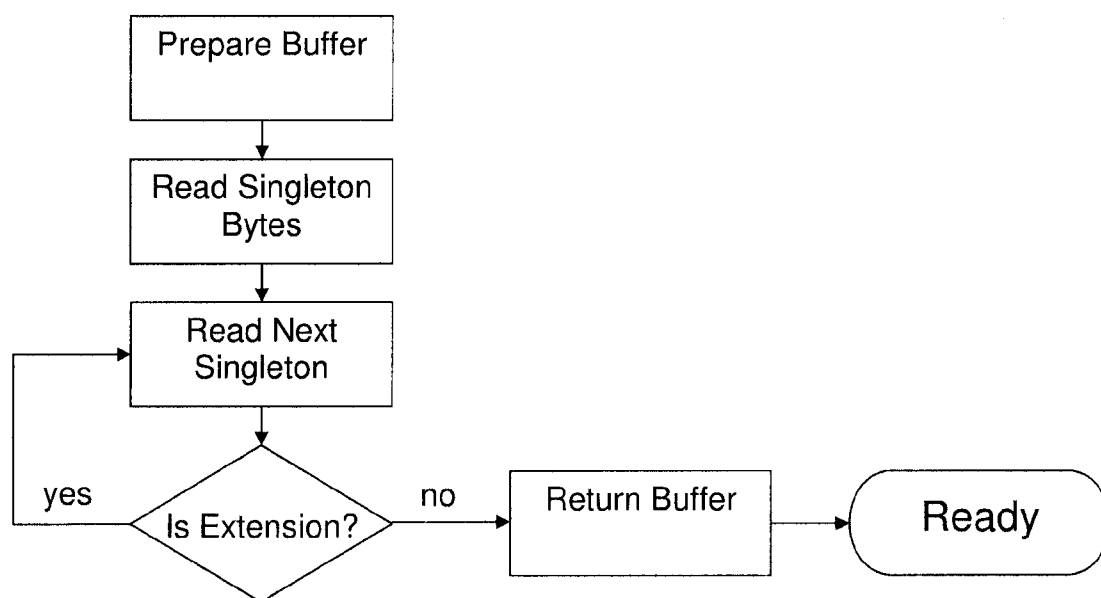 Prepare Buffer
Read Singleton
Bytes
Read Next
Singleton
yes
Is Extension?
no
Return Buffer
Ready